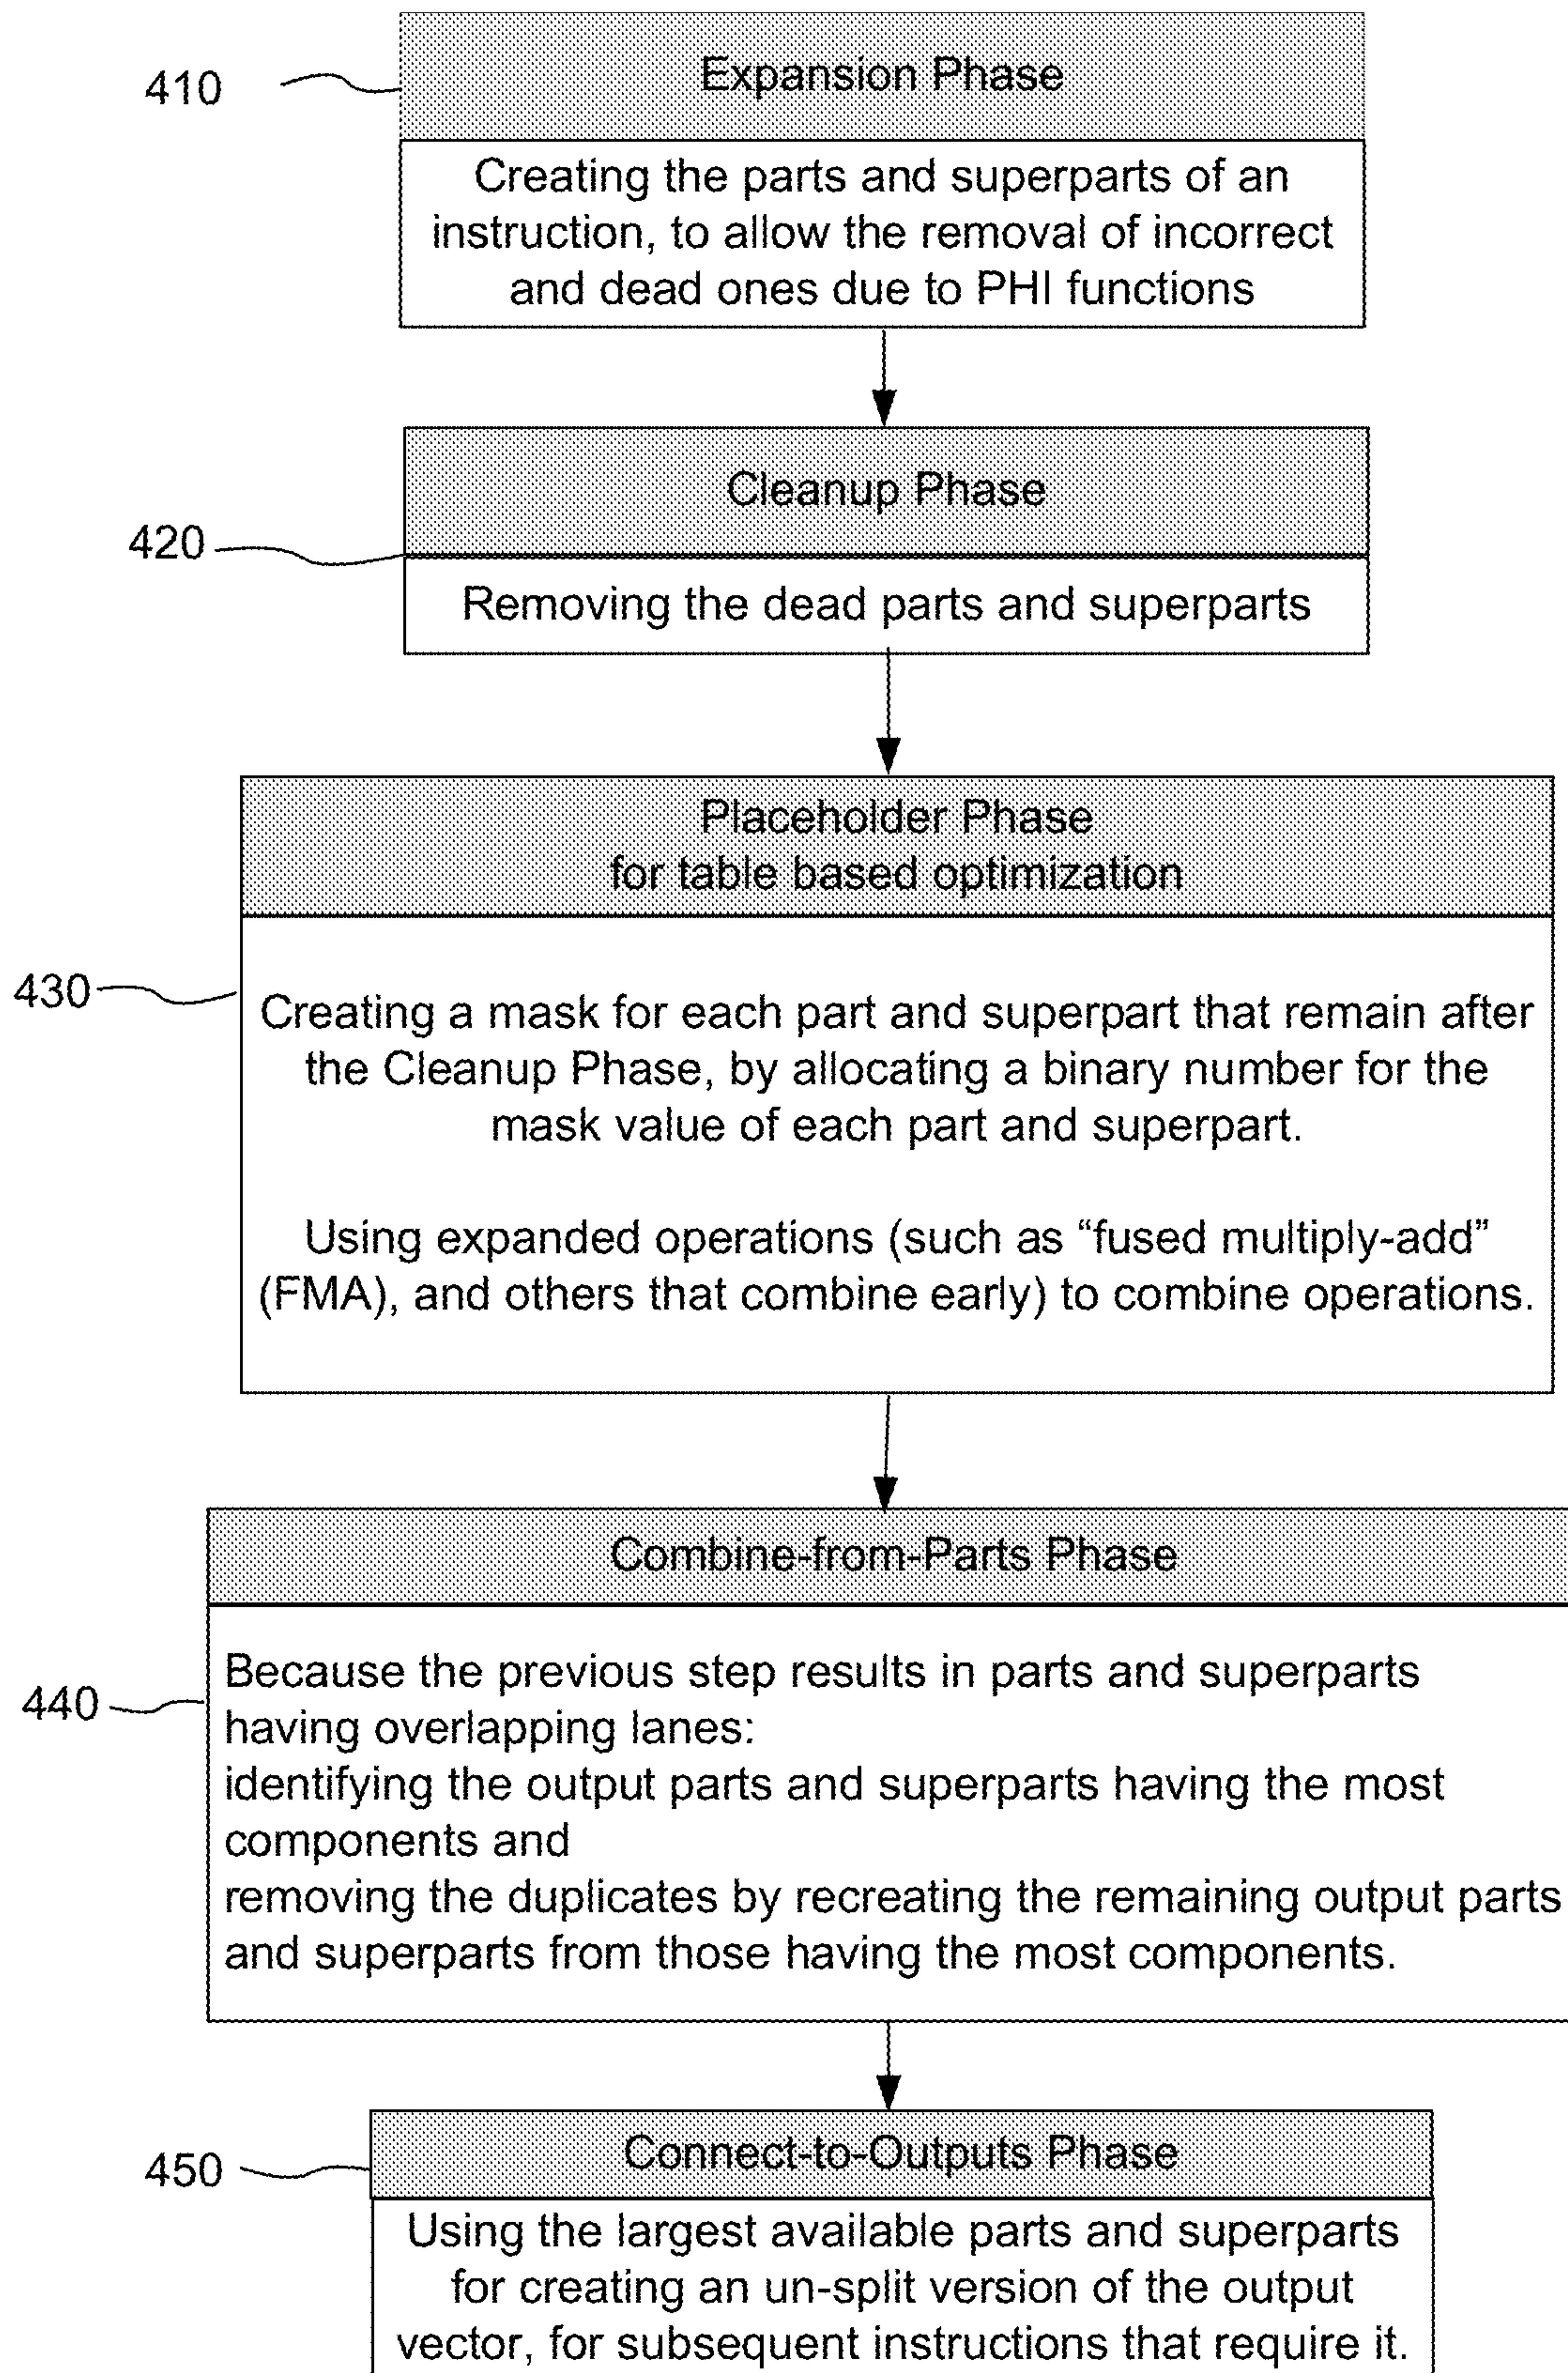 410
Expansion Phase
Creating the parts and superparts of an
instruction, to allow the removal of incorrect
and dead ones due to PHI functions
Cleanup Phase
420
Removing the dead parts and superparts
Placeholder Phase
for table based optimization
430
Creating a mask for each part and superpart that remain after
the Cleanup Phase, by allocating a binary number for the
mask value of each part and superpart.
Using expanded operations (such as “fused multiply-add”
(FMA), and others that combine early) to combine operations.
Combine-from-Parts Phase
440
Because the previous step results in parts and superparts
having overlapping lanes:
identifying the output parts and superparts having the most
components and
removing the duplicates by recreating the remaining output parts
and superparts from those having the most components.
450
Connect-to-Outputs Phase
Using the largest available parts and superparts
for creating an un-split version of the output
vector, for subsequent instructions that require it.